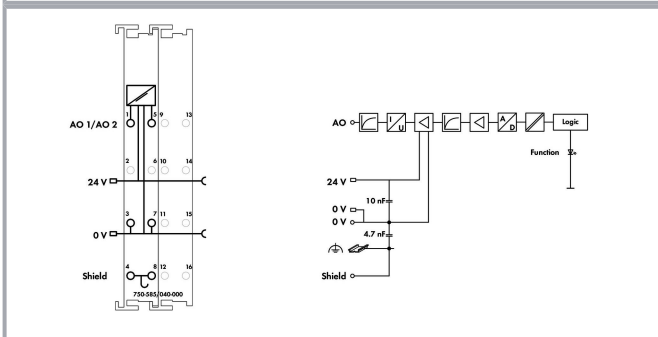 1 5 9 13
AO 1/AO 2
2 6 10 14
24 V
3 7 11 15
0 V
4 8 12 16
Shield
750-585/040-000
AO I U A D Logic
Function
24 V
10 nF
0 V
0 V
4.7 nF
Shield